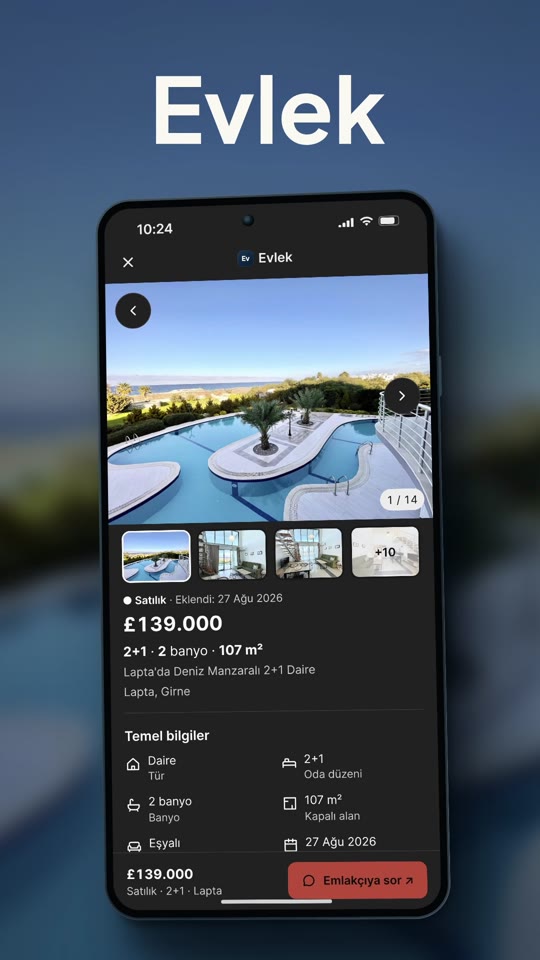 Evlek
10:24
Ev Evlek
1 / 14
+10
Satılık · Eklendi: 27 Ağu 2026
£139.000
2+1 · 2 banyo · 107 m²
Lapta'da Deniz Manzaralı 2+1 Daire
Lapta, Girne
Temel bilgiler
Daire
Tür
2+1
Oda düzeni
2 banyo
Banyo
107 m²
Kapalı alan
Eşyalı
27 Ağu 2026
£139.000
Satılık · 2+1 · Lapta
Emlakçıya sor ↗